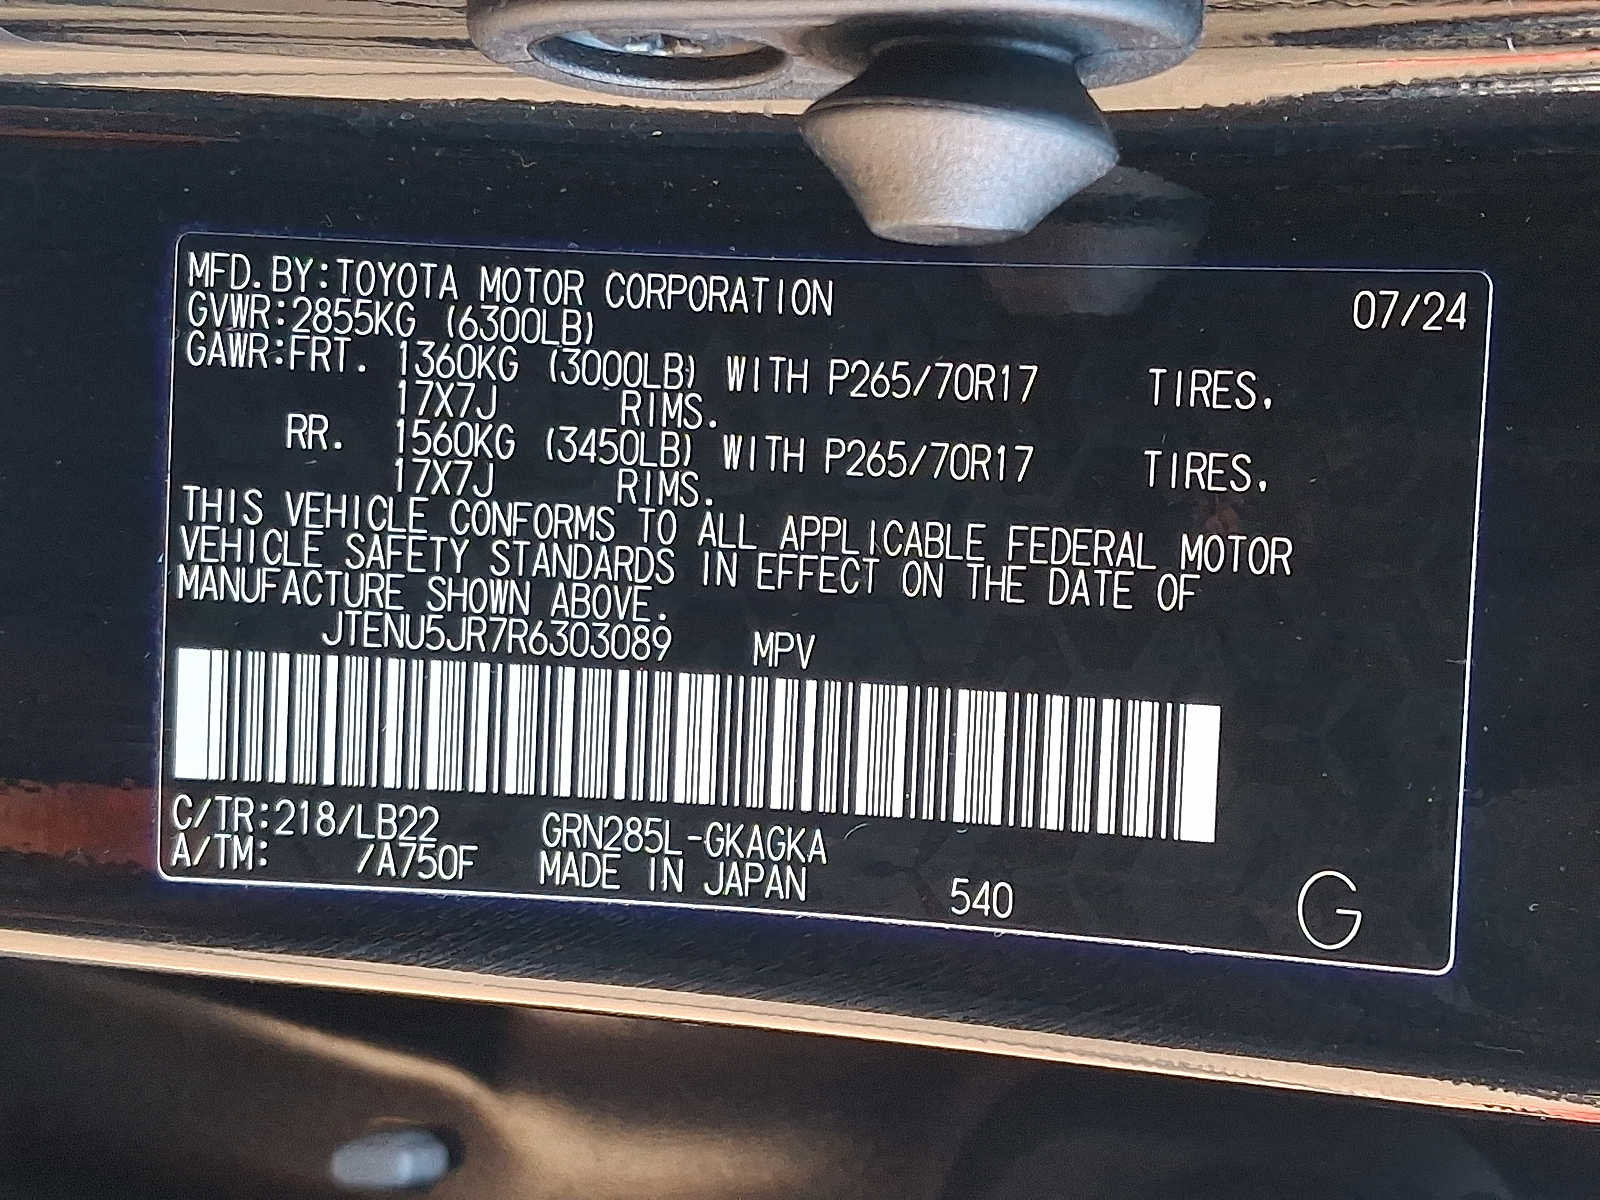 MFD.BY:TOYOTA MOTOR CORPORATION 07/24
GVWR:2855KG (6300LB)
GAWR:FRT. 1360KG (3000LB) WITH P265/70R17 TIRES.
17X7J RIMS.
RR. 1560KG (3450LB) WITH P265/70R17 TIRES.
17X7J RIMS.
THIS VEHICLE CONFORMS TO ALL APPLICABLE FEDERAL MOTOR
VEHICLE SAFETY STANDARDS IN EFFECT ON THE DATE OF
MANUFACTURE SHOWN ABOVE.
JTENU5JR7R6303089 MPV
C/TR:218/LB22 GRN285L-GKAGKA
A/TM: /A750F MADE IN JAPAN 540 G